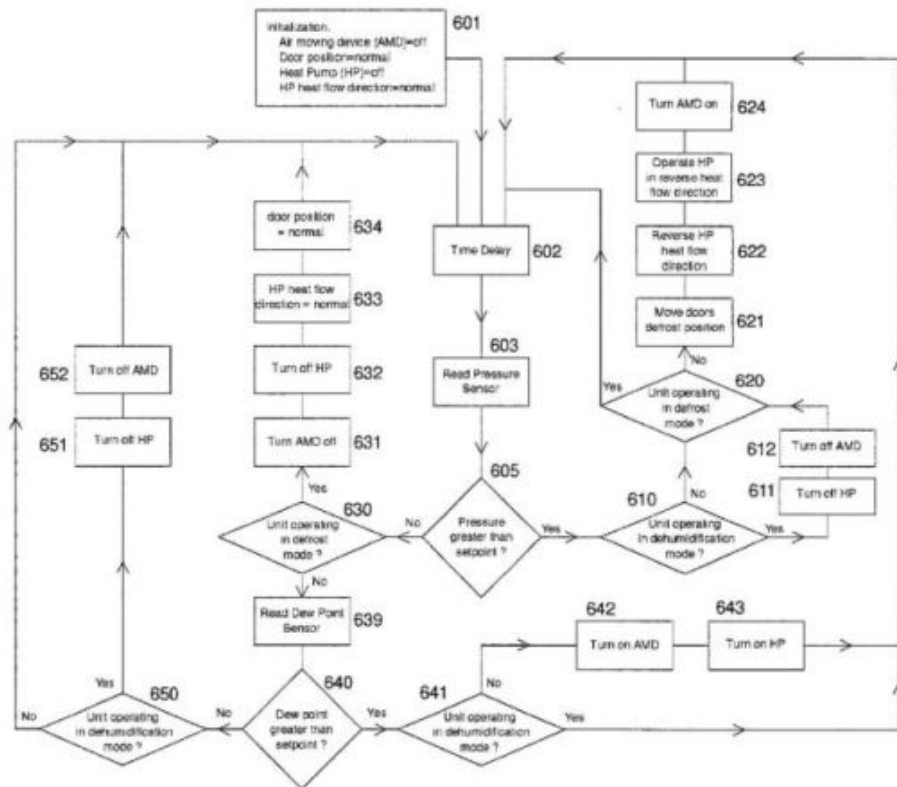 601
Initialization.
Air moving device (AMD)=off
Door position=normal
Heat Pump (HP)=off
HP heat flow direction=normal
Turn AMD on
624
Operate HP
in reverse heat
flow direction
623
door position
= normal
634
Time Delay
602
Reverse HP
heat flow
direction
622
HP heat flow
direction = normal
633
Move doors
defrost position
621
603
Read Pressure
Sensor
652
Turn off AMD
Turn off HP
632
Yes
No
620
Unit operating
in defrost
mode ?
651
Turn off HP
Turn AMD off
631
612
Turn off AMD
605
611
Turn off HP
Yes
630
Unit operating
in defrost
mode ?
No
Pressure
greater than
setpoint ?
Yes
610
No
Unit operating
in dehumidification
mode ?
Yes
No
Read Dew Point
Sensor
639
642
Turn on AMD
643
Turn on HP
Yes
650
640
641
No
No
Unit operating
in dehumidification
mode ?
No
Dew point
greater than
setpoint ?
Yes
Unit operating
in dehumidification
mode ?
Yes